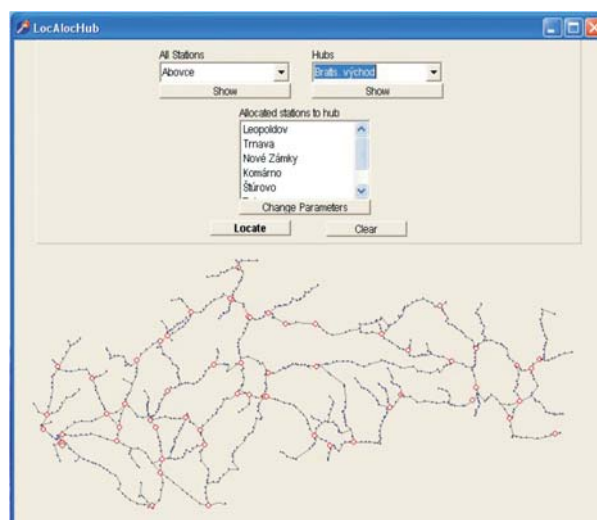 LocAlocHub
All Stations
Hubs
Abovce
Bratis. východ
Show
Show
Allocated stations to hub
Leopoldov
Trnava
Nové Zámky
Komárno
Štúrovo
Change Parameters
Locate
Clear